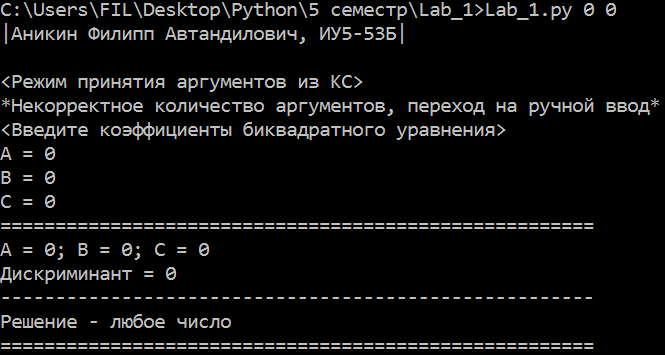 C:\Users\FIL\Desktop\Python\5 семестр\Lab_1>Lab_1.py 0 0
|Аникин Филипп Автандилович, ИУ5-53Б|
<Режим принятия аргументов из КС>
*Некорректное количество аргументов, переход на ручной ввод*
<Введите коэффициенты биквадратного уравнения>
A = 0
B = 0
C = 0
======================================================
A = 0; B = 0; C = 0
Дискриминант = 0
------------------------------------------------------
Решение - любое число
======================================================